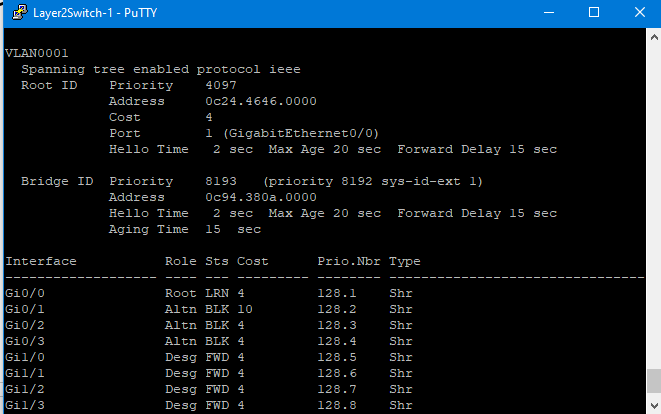 Layer2Switch-1 - PuTTY
VLAN0001
  Spanning tree enabled protocol ieee
  Root ID    Priority    4097
             Address     0c24.4646.0000
             Cost        4
             Port        1 (GigabitEthernet0/0)
             Hello Time   2 sec  Max Age 20 sec  Forward Delay 15 sec

  Bridge ID  Priority    8193   (priority 8192 sys-id-ext 1)
             Address     0c94.380a.0000
             Hello Time   2 sec  Max Age 20 sec  Forward Delay 15 sec
             Aging Time  15  sec

Interface           Role Sts Cost      Prio.Nbr Type
------------------- ---- --- --------- -------- --------------------------------
Gi0/0               Root LRN 4         128.1    Shr
Gi0/1               Altn BLK 10        128.2    Shr
Gi0/2               Altn BLK 4         128.3    Shr
Gi0/3               Altn BLK 4         128.4    Shr
Gi1/0               Desg FWD 4         128.5    Shr
Gi1/1               Desg FWD 4         128.6    Shr
Gi1/2               Desg FWD 4         128.7    Shr
Gi1/3               Desg FWD 4         128.8    Shr